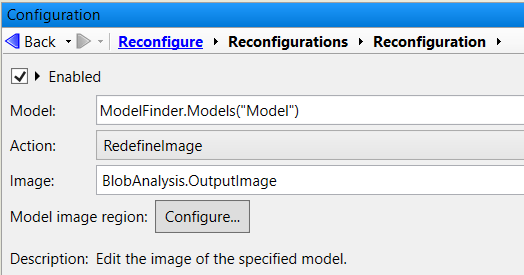 Configuration
Back Reconfigure Reconfigurations Reconfiguration
Enabled
Model: ModelFinder.Models("Model")
Action: RedefineImage
Image: BlobAnalysis.OutputImage
Model image region: Configure...
Description: Edit the image of the specified model.